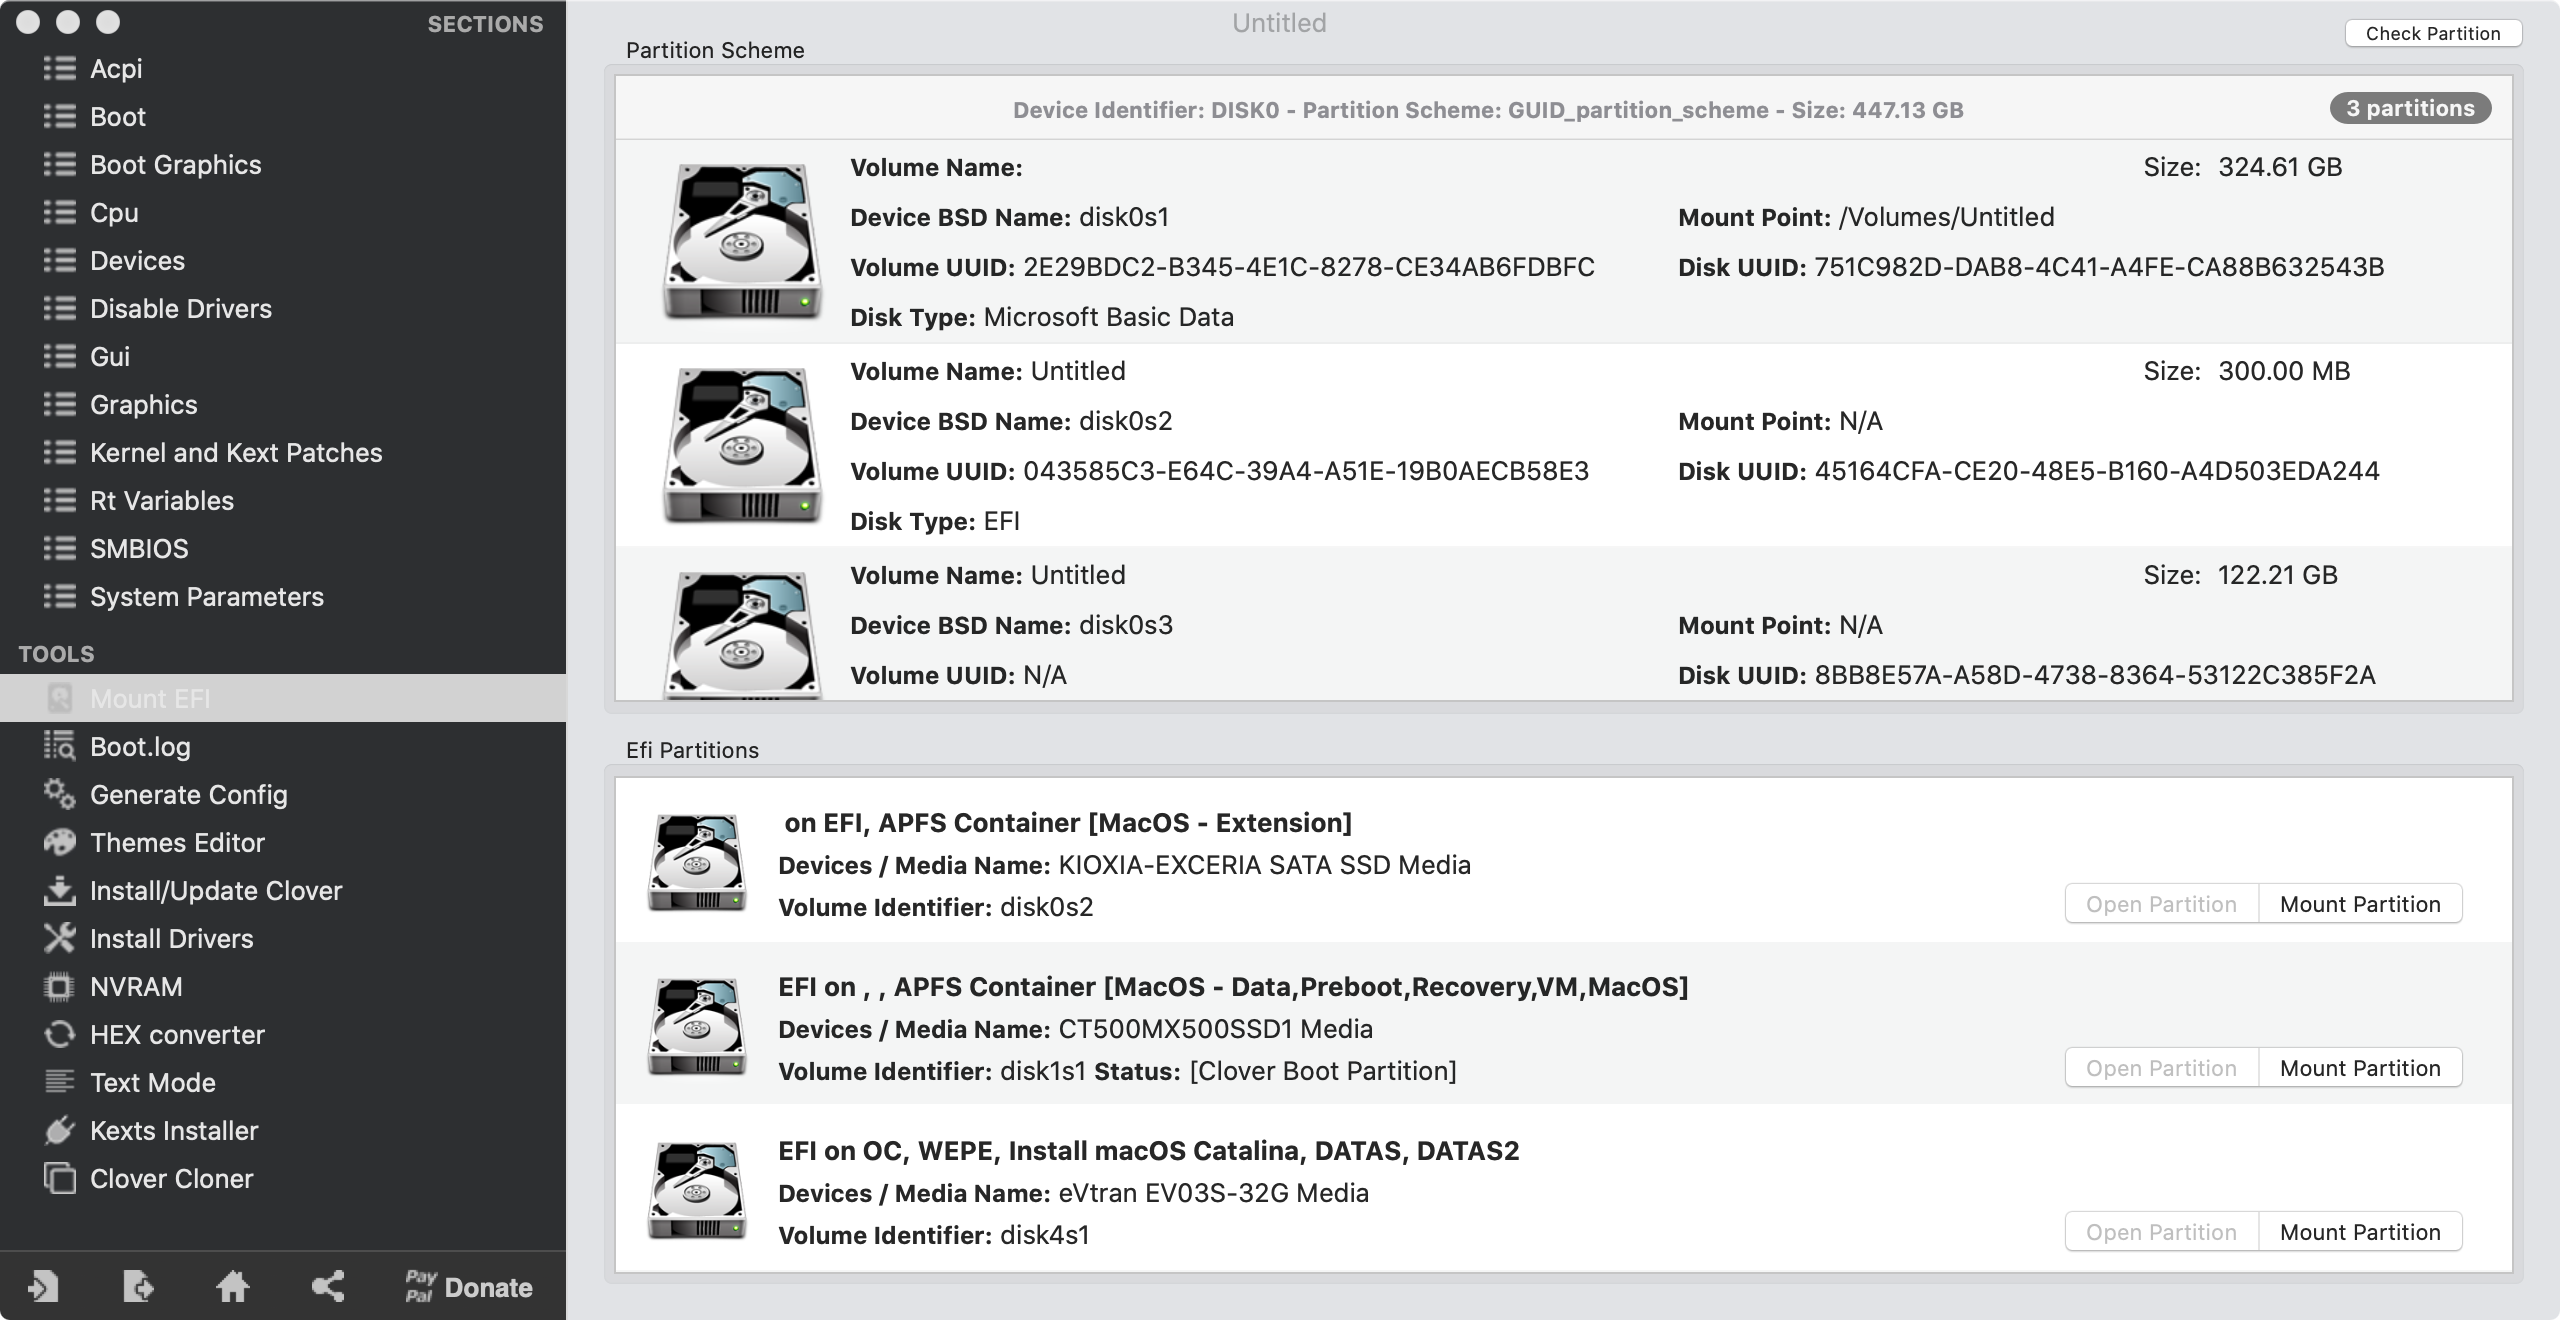 SECTIONS
Acpi
Boot
Boot Graphics
Cpu
Devices
Disable Drivers
Gui
Graphics
Kernel and Kext Patches
Rt Variables
SMBIOS
System Parameters
TOOLS
Mount EFI
Boot.log
Generate Config
Themes Editor
Install/Update Clover
Install Drivers
NVRAM
HEX converter
Text Mode
Kexts Installer
Clover Cloner
Pay Pal Donate
Untitled
Partition Scheme
Check Partition
Device Identifier: DISK0 - Partition Scheme: GUID_partition_scheme - Size: 447.13 GB
3 partitions
Volume Name: Size: 324.61 GB
Device BSD Name: disk0s1 Mount Point: /Volumes/Untitled
Volume UUID: 2E29BDC2-B345-4E1C-8278-CE34AB6FDBFC Disk UUID: 751C982D-DAB8-4C41-A4FE-CA88B632543B
Disk Type: Microsoft Basic Data
Volume Name: Untitled Size: 300.00 MB
Device BSD Name: disk0s2 Mount Point: N/A
Volume UUID: 043585C3-E64C-39A4-A51E-19B0AECB58E3 Disk UUID: 45164CFA-CE20-48E5-B160-A4D503EDA244
Disk Type: EFI
Volume Name: Untitled Size: 122.21 GB
Device BSD Name: disk0s3 Mount Point: N/A
Volume UUID: N/A Disk UUID: 8BB8E57A-A58D-4738-8364-53122C385F2A
Efi Partitions
on EFI, APFS Container [MacOS - Extension]
Devices / Media Name: KIOXIA-EXCERIA SATA SSD Media
Volume Identifier: disk0s2
Open Partition Mount Partition
EFI on , , APFS Container [MacOS - Data,Preboot,Recovery,VM,MacOS]
Devices / Media Name: CT500MX500SSD1 Media
Volume Identifier: disk1s1 Status: [Clover Boot Partition]
Open Partition Mount Partition
EFI on OC, WEPE, Install macOS Catalina, DATAS, DATAS2
Devices / Media Name: eVtran EV03S-32G Media
Volume Identifier: disk4s1
Open Partition Mount Partition